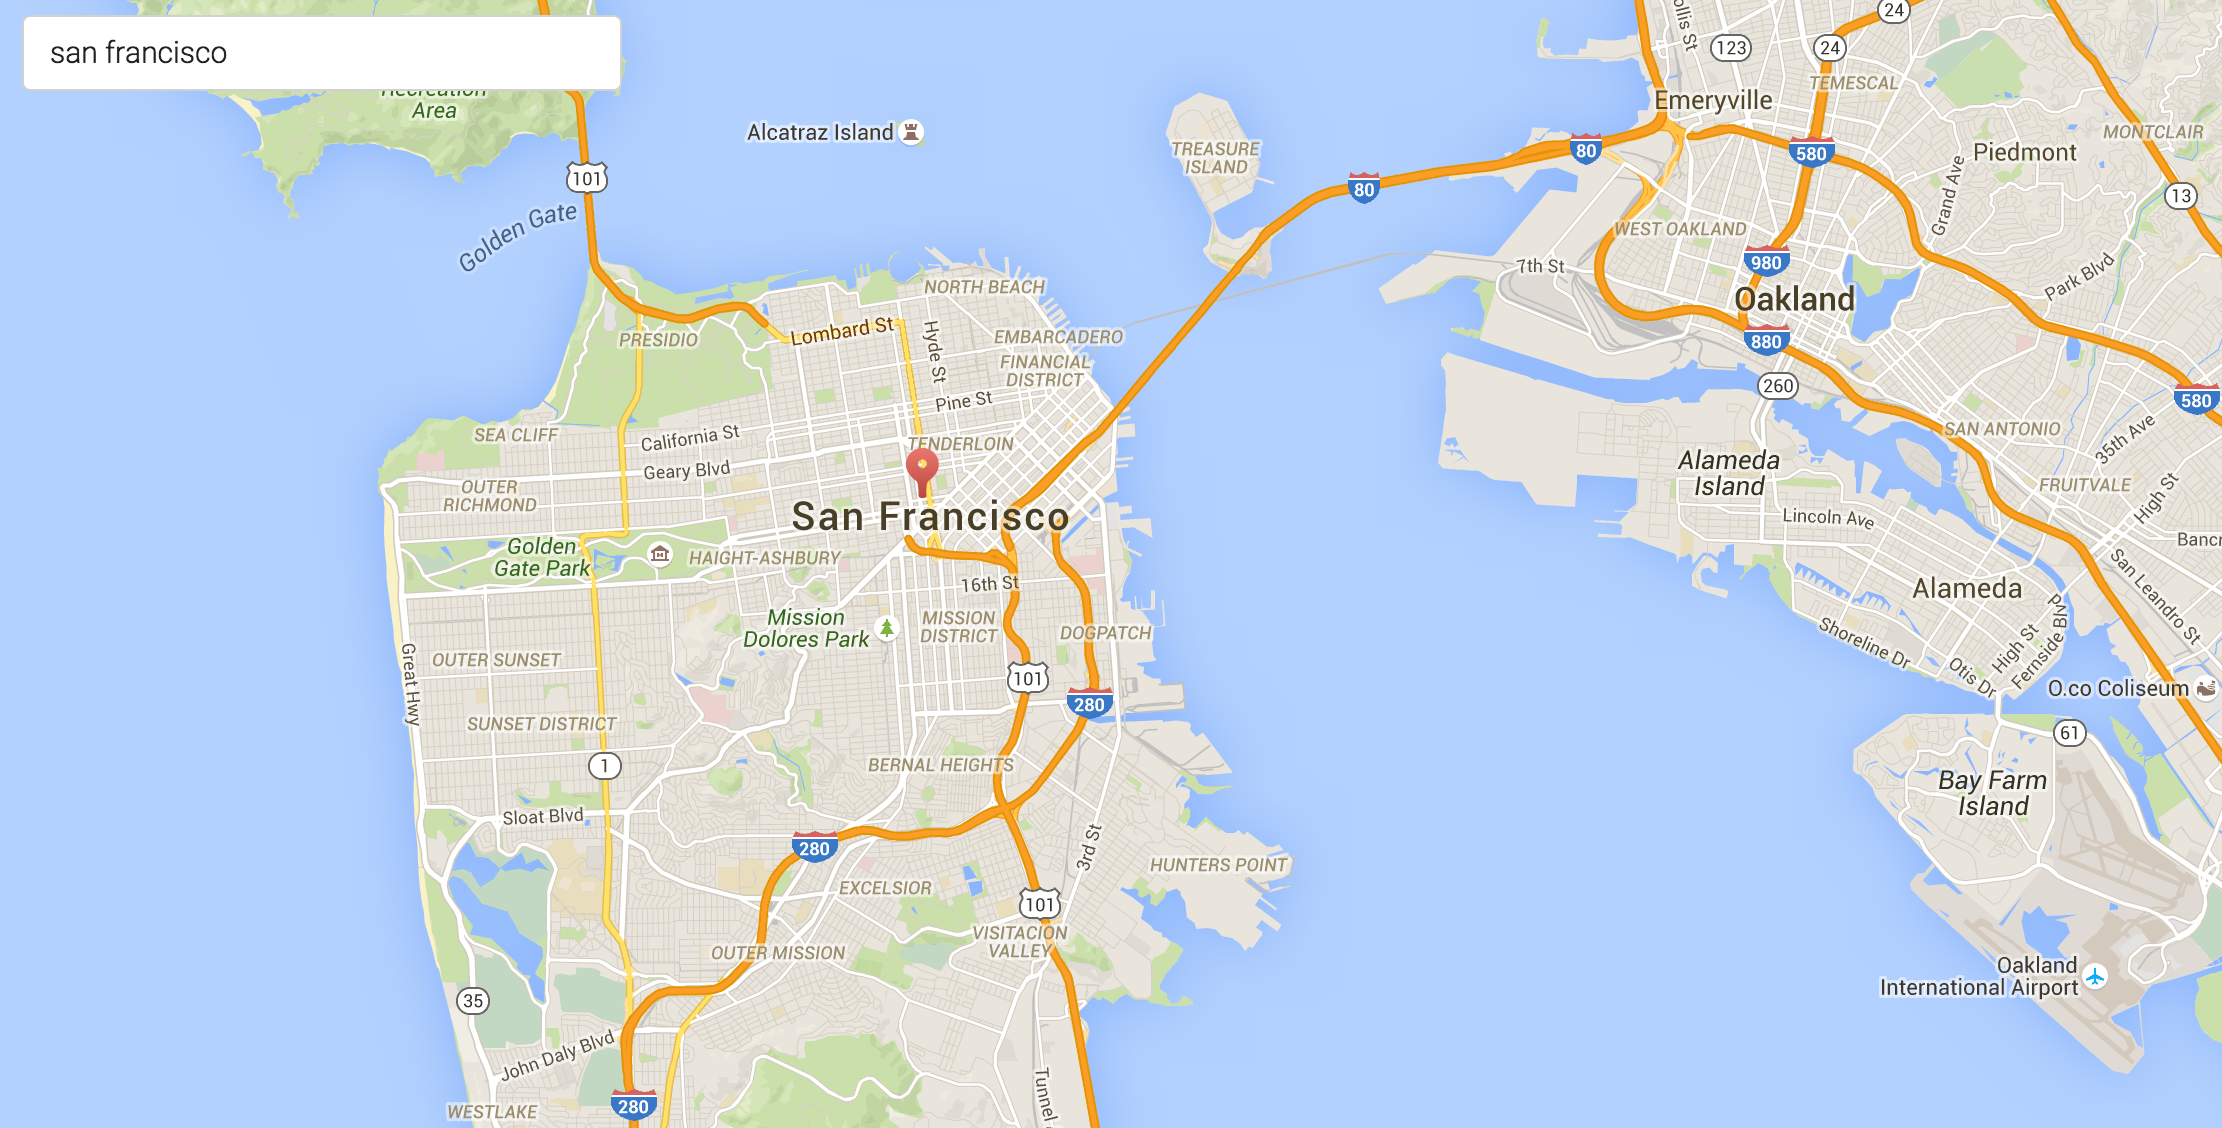 san francisco
Recreation
Area
Alcatraz Island
101
Golden Gate
TREASURE
ISLAND
80
80
123
24
24
TEMESCAL
Emeryville
580
Piedmont
MONTCLAIR
13
Grand Ave
WEST OAKLAND
7th St
980
Oakland
880
Park Blvd
260
580
NORTH BEACH
EMBARCADERO
FINANCIAL
DISTRICT
Lombard St
Hyde St
PRESIDIO
Pine St
California St
TENDERLOIN
SEA CLIFF
Geary Blvd
OUTER
RICHMOND
San Francisco
Golden
Gate Park
HAIGHT-ASHBURY
16th St
Mission
Dolores Park
MISSION
DISTRICT
DOGPATCH
OUTER SUNSET
Great Hwy
101
280
SUNSET DISTRICT
1
BERNAL HEIGHTS
Sloat Blvd
280
3rd St
HUNTERS POINT
EXCELSIOR
101
VISITACION
VALLEY
OUTER MISSION
35
John Daly Blvd
280
WESTLAKE
Tunnel
SAN ANTONIO
35th Ave
Alameda
Island
FRUITVALE
High St
Lincoln Ave
San Leandro St
Alameda
Shoreline Dr
Otis Dr
High St
Fernside Blvd
O.co Coliseum
61
Bay Farm
Island
Oakland
International Airport